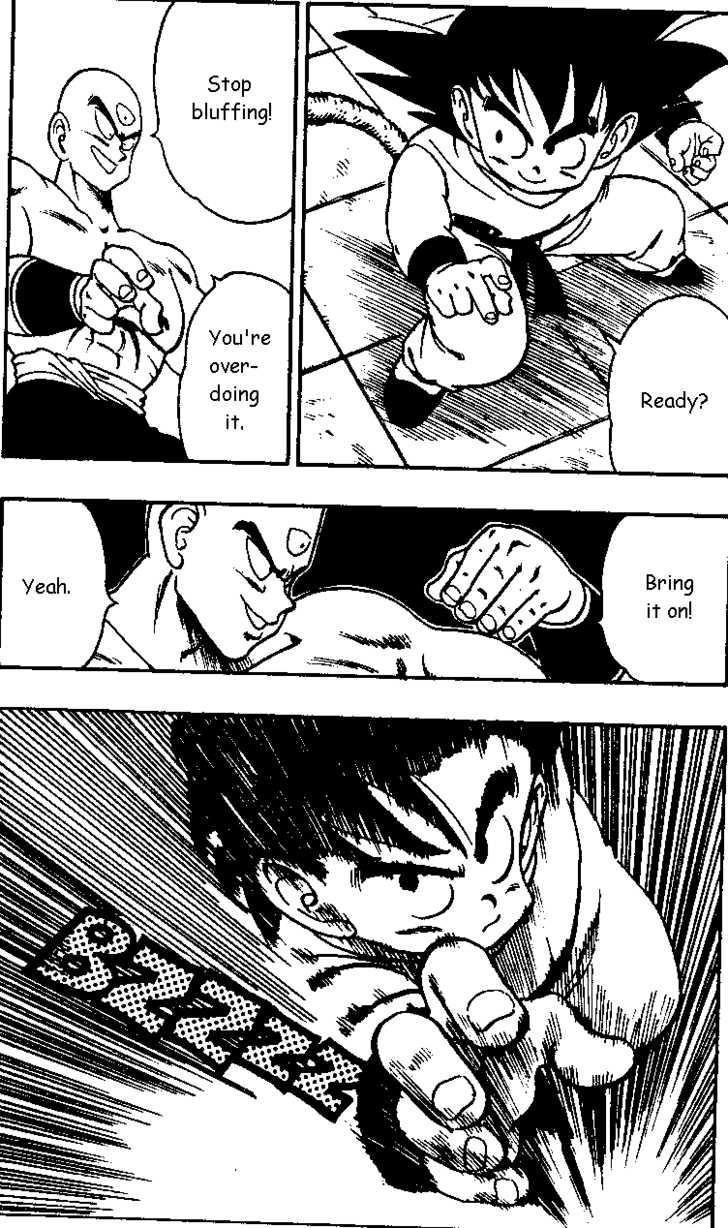 Ready?
Stop
bluffing!
You're
over-
doing
it.
Bring
it on!
Yeah.
BZZZZ